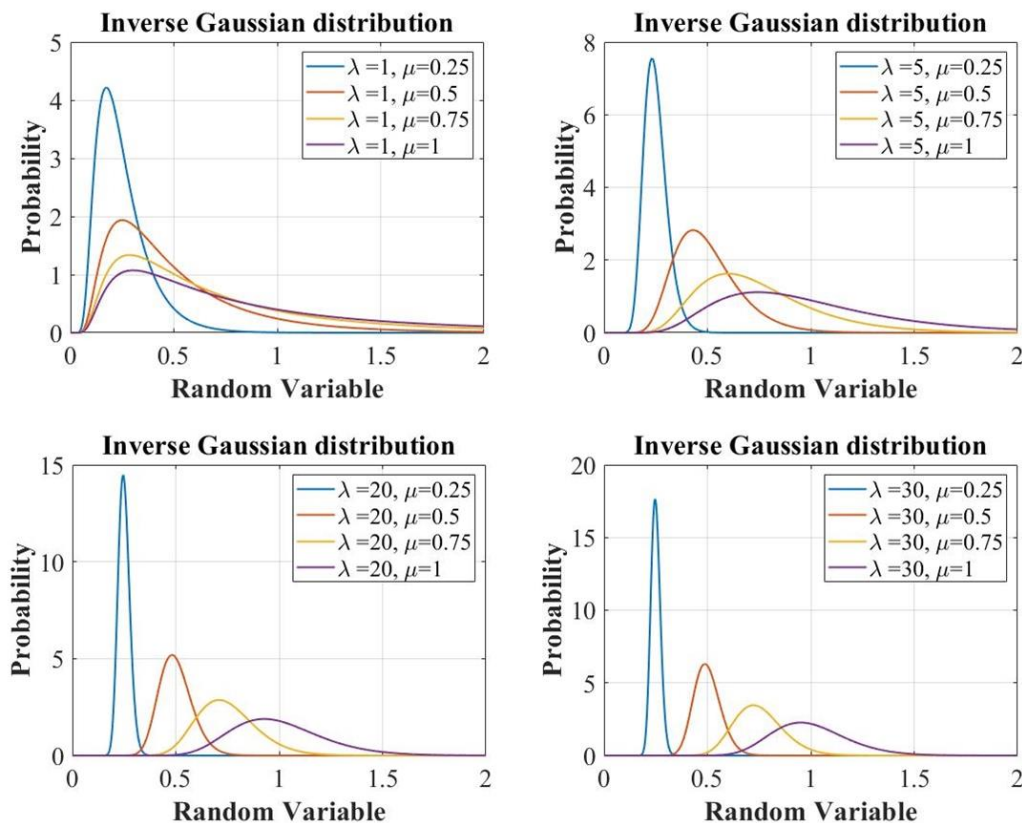 Inverse Gaussian distribution
5
4
3
2
1
0
Probability
λ =1, μ=0.25
λ =1, μ=0.5
λ =1, μ=0.75
λ =1, μ=1
0 0.5 1 1.5 2
Random Variable
Inverse Gaussian distribution
8
6
4
2
0
Probability
λ =5, μ=0.25
λ =5, μ=0.5
λ =5, μ=0.75
λ =5, μ=1
0 0.5 1 1.5 2
Random Variable
Inverse Gaussian distribution
15
10
5
0
Probability
λ =20, μ=0.25
λ =20, μ=0.5
λ =20, μ=0.75
λ =20, μ=1
0 0.5 1 1.5 2
Random Variable
Inverse Gaussian distribution
20
15
10
5
0
Probability
λ =30, μ=0.25
λ =30, μ=0.5
λ =30, μ=0.75
λ =30, μ=1
0 0.5 1 1.5 2
Random Variable